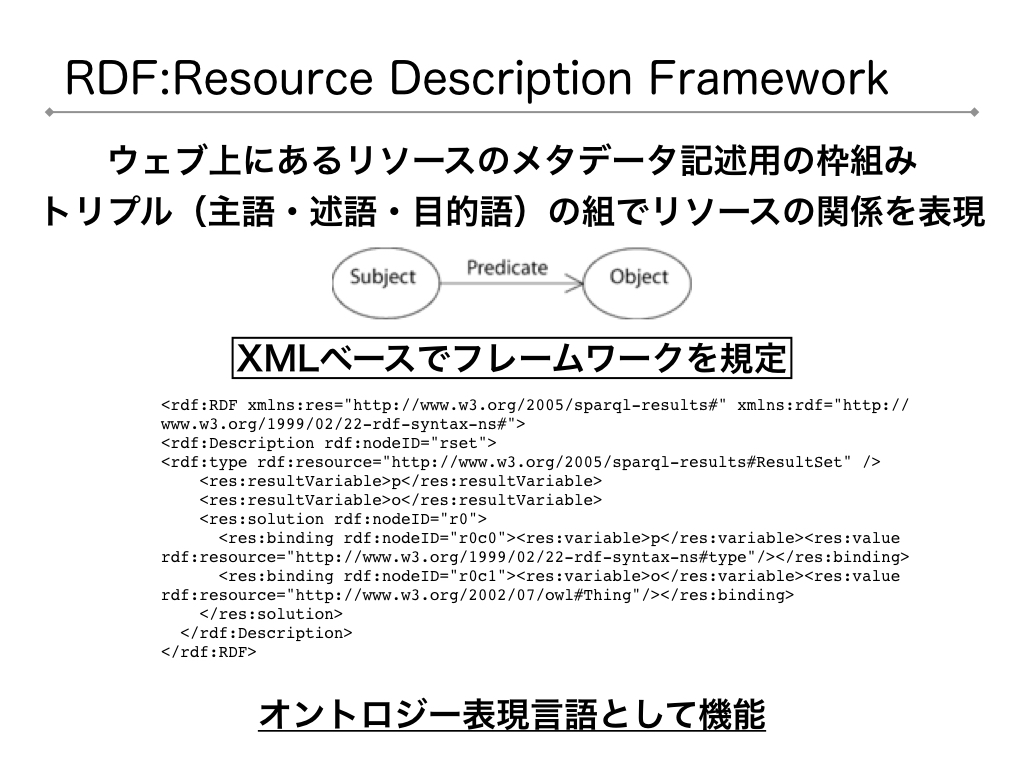 RDF:Resource Description Framework
ウェブ上にあるリソースのメタデータ記述用の枠組み
トリプル（主語・述語・目的語）の組でリソースの関係を表現
Subject Predicate Object
XMLベースでフレームワークを規定
<rdf:RDF xmlns:res="http://www.w3.org/2005/sparql-results#" xmlns:rdf="http://
www.w3.org/1999/02/22-rdf-syntax-ns#">
<rdf:Description rdf:nodeID="rset">
<rdf:type rdf:resource="http://www.w3.org/2005/sparql-results#ResultSet" />
    <res:resultVariable>p</res:resultVariable>
    <res:resultVariable>o</res:resultVariable>
    <res:solution rdf:nodeID="r0">
      <res:binding rdf:nodeID="r0c0"><res:variable>p</res:variable><res:value
rdf:resource="http://www.w3.org/1999/02/22-rdf-syntax-ns#type"/></res:binding>
      <res:binding rdf:nodeID="r0c1"><res:variable>o</res:variable><res:value
rdf:resource="http://www.w3.org/2002/07/owl#Thing"/></res:binding>
    </res:solution>
  </rdf:Description>
</rdf:RDF>
オントロジー表現言語として機能